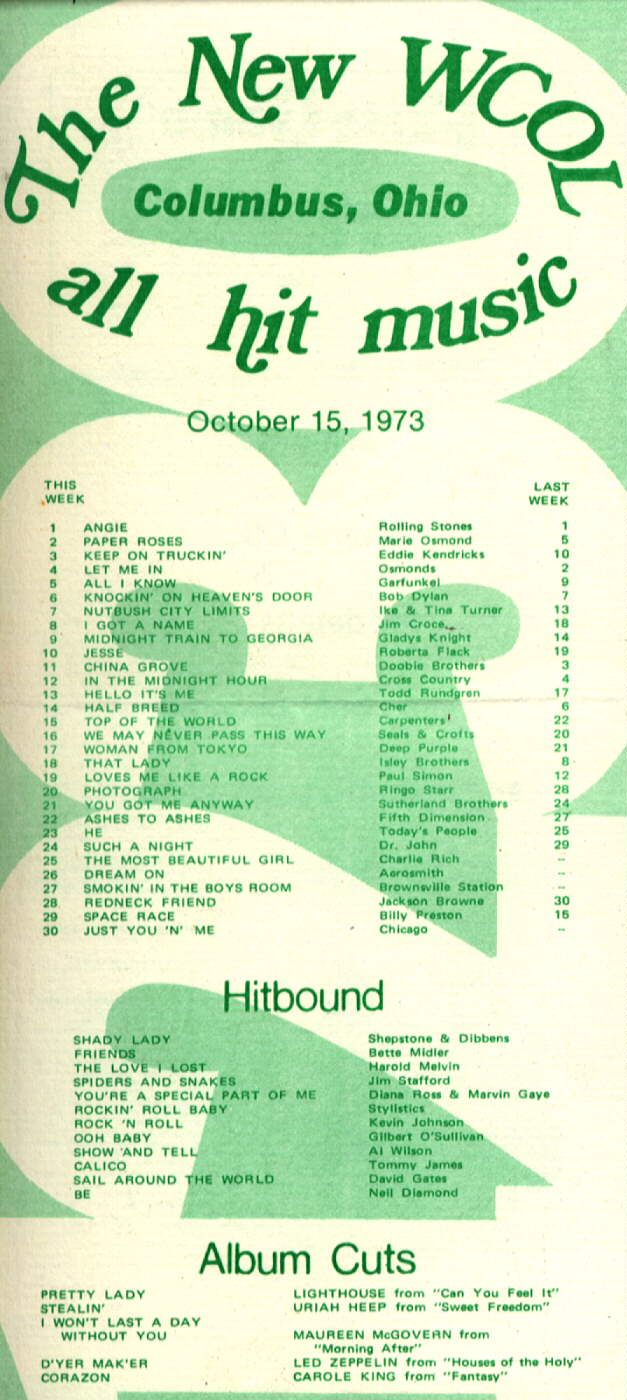 The New WCOL
Columbus, Ohio
all hit music
October 15, 1973
THIS WEEK LAST WEEK
1 ANGIE Rolling Stones 1
2 PAPER ROSES Marie Osmond 5
3 KEEP ON TRUCKIN' Eddie Kendricks 10
4 LET ME IN Osmonds 2
5 ALL I KNOW Garfunkel 9
6 KNOCKIN' ON HEAVEN'S DOOR Bob Dylan 7
7 NUTBUSH CITY LIMITS Ike & Tina Turner 13
8 I GOT A NAME Jim Croce 18
9 MIDNIGHT TRAIN TO GEORGIA Gladys Knight 14
10 JESSE Roberta Flack 19
11 CHINA GROVE Doobie Brothers 3
12 IN THE MIDNIGHT HOUR Cross Country 4
13 HELLO IT'S ME Todd Rundgren 17
14 HALF BREED Cher 6
15 TOP OF THE WORLD Carpenters 22
16 WE MAY NEVER PASS THIS WAY Seals & Crofts 20
17 WOMAN FROM TOKYO Deep Purple 21
18 THAT LADY Isley Brothers 8
19 LOVES ME LIKE A ROCK Paul Simon 12
20 PHOTOGRAPH Ringo Starr 28
21 YOU GOT ME ANYWAY Sutherland Brothers 24
22 ASHES TO ASHES Fifth Dimension 27
23 HE Today's People 25
24 SUCH A NIGHT Dr. John 29
25 THE MOST BEAUTIFUL GIRL Charlie Rich --
26 DREAM ON Aerosmith --
27 SMOKIN' IN THE BOYS ROOM Brownsville Station --
28 REDNECK FRIEND Jackson Browne 30
29 SPACE RACE Billy Preston 15
30 JUST YOU 'N' ME Chicago --
Hitbound
SHADY LADY Shepstone & Dibbens
FRIENDS Bette Midler
THE LOVE I LOST Harold Melvin
SPIDERS AND SNAKES Jim Stafford
YOU'RE A SPECIAL PART OF ME Diana Ross & Marvin Gaye
ROCKIN' ROLL BABY Stylistics
ROCK 'N ROLL Kevin Johnson
OOH BABY Gilbert O'Sullivan
SHOW AND TELL Al Wilson
CALICO Tommy James
SAIL AROUND THE WORLD David Gates
BE Neil Diamond
Album Cuts
PRETTY LADY LIGHTHOUSE from "Can You Feel It"
STEALIN' URIAH HEEP from "Sweet Freedom"
I WON'T LAST A DAY
WITHOUT YOU MAUREEN McGOVERN from
"Morning After"
D'YER MAK'ER LED ZEPPELIN from "Houses of the Holy"
CORAZON CAROLE KING from "Fantasy"